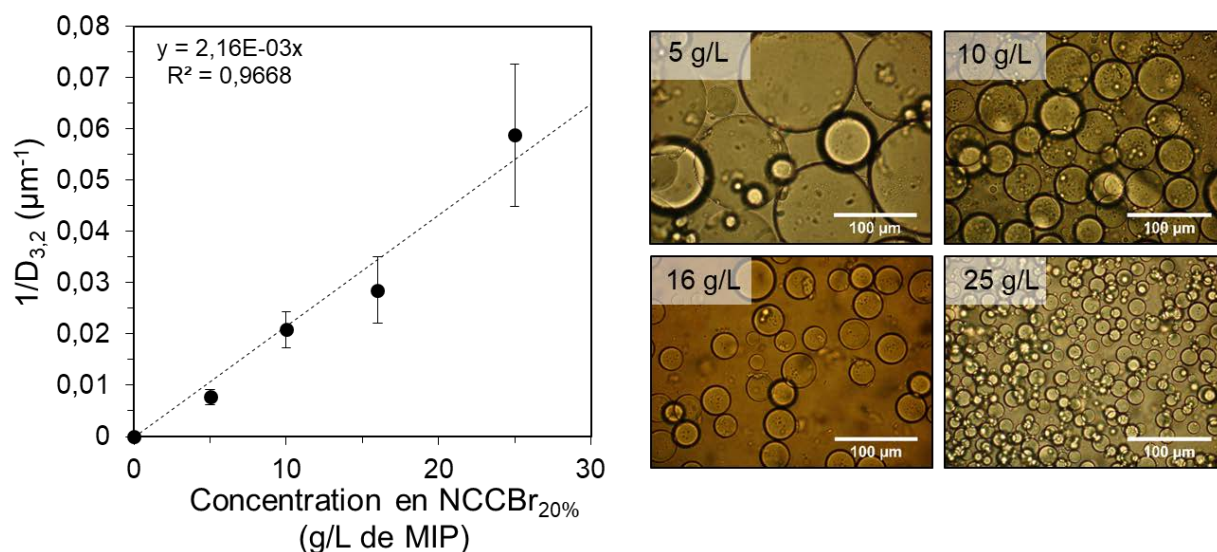 0,08
0,07
0,06
0,05
0,04
0,03
0,02
0,01
0
y = 2,16E-03x
R² = 0,9668
1/D3,2 (µm-1)
0 10 20 30
Concentration en NCCBr20%
(g/L de MIP)
5 g/L
100 µm
10 g/L
100 µm
16 g/L
100 µm
25 g/L
100 µm